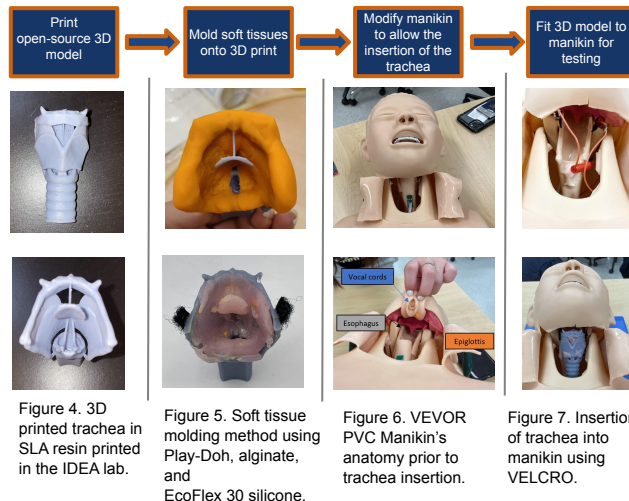 Print
open-source 3D
model
Mold soft tissues
onto 3D print
Modify manikin
to allow the
insertion of the
trachea
Fit 3D model to
manikin for
testing
Vocal cords
Esophagus
Epiglottis
Figure 4. 3D
printed trachea in
SLA resin printed
in the IDEA lab.
Figure 5. Soft tissue
molding method using
Play-Doh, alginate,
and
EcoFlex 30 silicone.
Figure 6. VEVOR
PVC Manikin's
anatomy prior to
trachea insertion.
Figure 7. Insertion
of trachea into
manikin using
VELCRO.